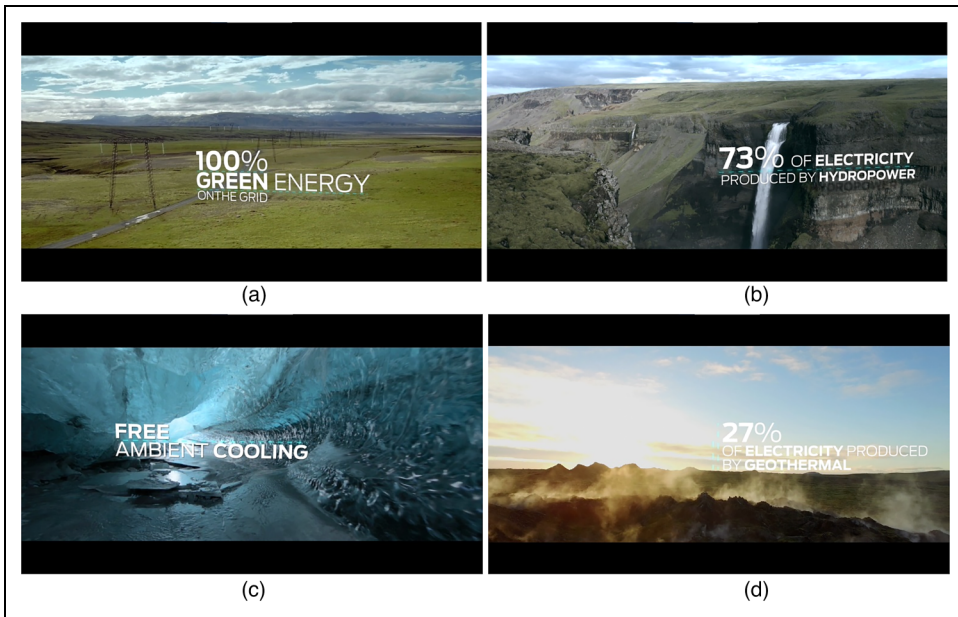 100%
GREEN ENERGY
ONTHE GRID
(a)
73% OF ELECTRICITY
PRODUCED BY HYDROPOWER
(b)
FREE
AMBIENT COOLING
(c)
27%
OF ELECTRICITY PRODUCED
BY GEOTHERMAL
(d)